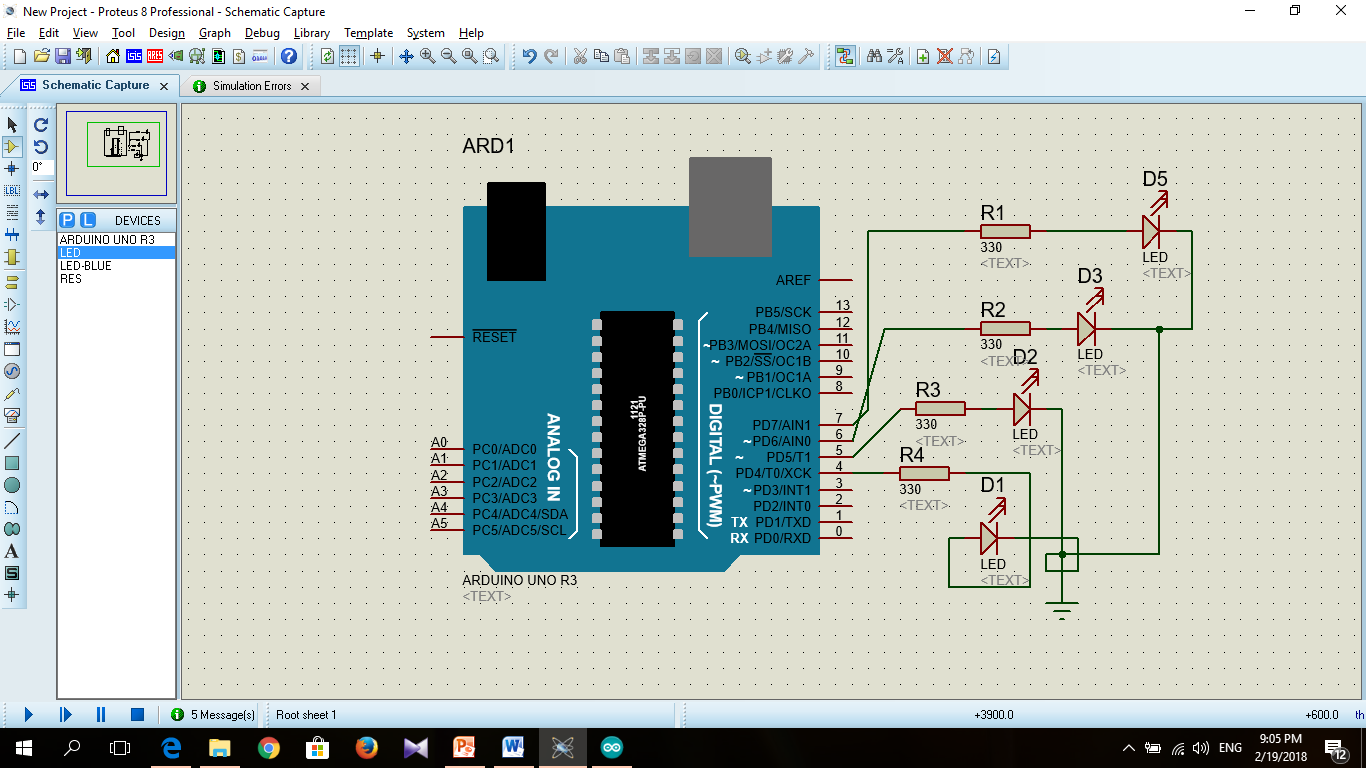 New Project - Proteus 8 Professional - Schematic Capture
File Edit View Tool Design Graph Debug Library Template System Help
Schematic Capture
Simulation Errors
0°
LBL
P L DEVICES
ARDUINO UNO R3
LED
LED-BLUE
RES
ARD1
RESET
AREF
PB5/SCK 13
PB4/MISO 12
~PB3/MOSI/OC2A 11
~ PB2/SS/OC1B 10
~ PB1/OC1A 9
PB0/ICP1/CLKO 8
PD7/AIN1 7
~PD6/AIN0 6
~ PD5/T1 5
PD4/T0/XCK 4
~PD3/INT1 3
PD2/INT0 2
TX PD1/TXD 1
RX PD0/RXD 0
DIGITAL (~PWM)
1121
ATMEGA328P-PU
ANALOG IN
A0 PC0/ADC0
A1 PC1/ADC1
A2 PC2/ADC2
A3 PC3/ADC3
A4 PC4/ADC4/SDA
A5 PC5/ADC5/SCL
ARDUINO UNO R3
<TEXT>
R1
330
<TEXT>
D5
LED
<TEXT>
R2
330
<TEXT>
D3
LED
<TEXT>
R3
330
<TEXT>
D2
LED
<TEXT>
R4
330
<TEXT>
D1
LED
<TEXT>
5 Message(s)
Root sheet 1
+3900.0
+600.0
th
ENG
9:05 PM
2/19/2018
12